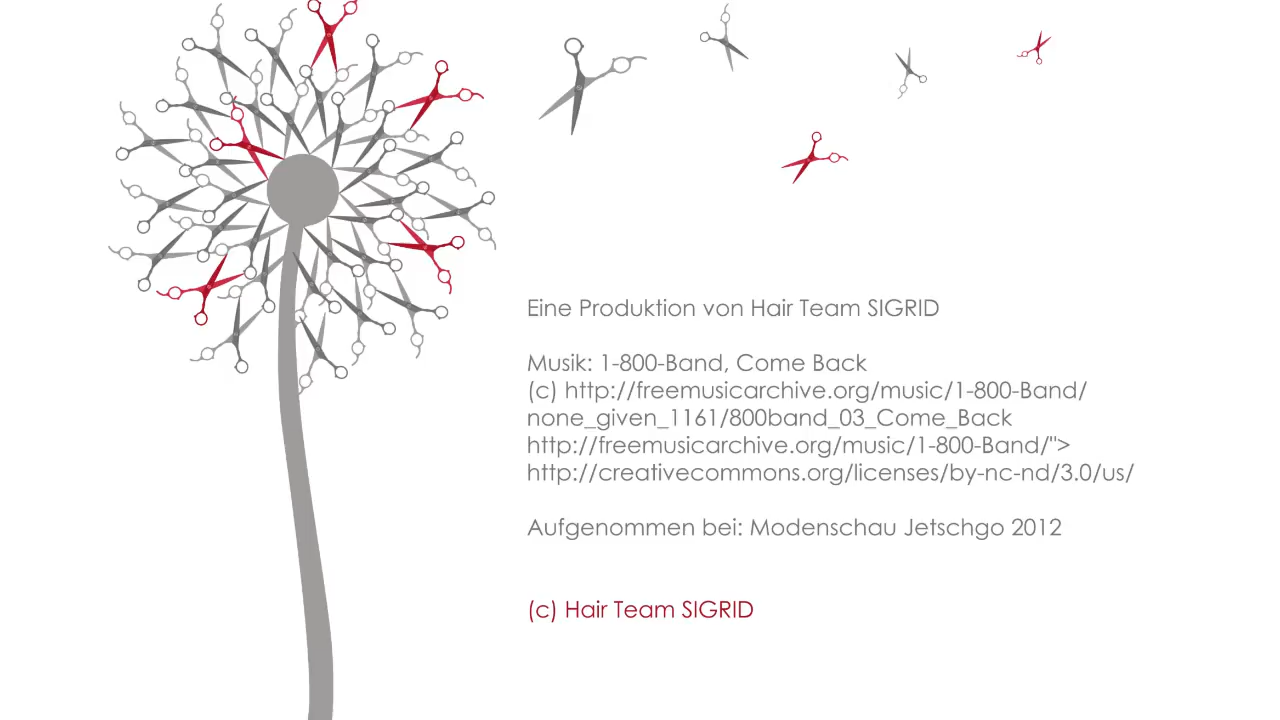 Eine Produktion von Hair Team SIGRID
Musik: 1-800-Band, Come Back
(c) http://freemusicarchive.org/music/1-800-Band/
none_given_1161/800band_03_Come_Back
http://freemusicarchive.org/music/1-800-Band/">
http://creativecommons.org/licenses/by-nc-nd/3.0/us/
Aufgenommen bei: Modenschau Jetschgo 2012
(c) Hair Team SIGRID